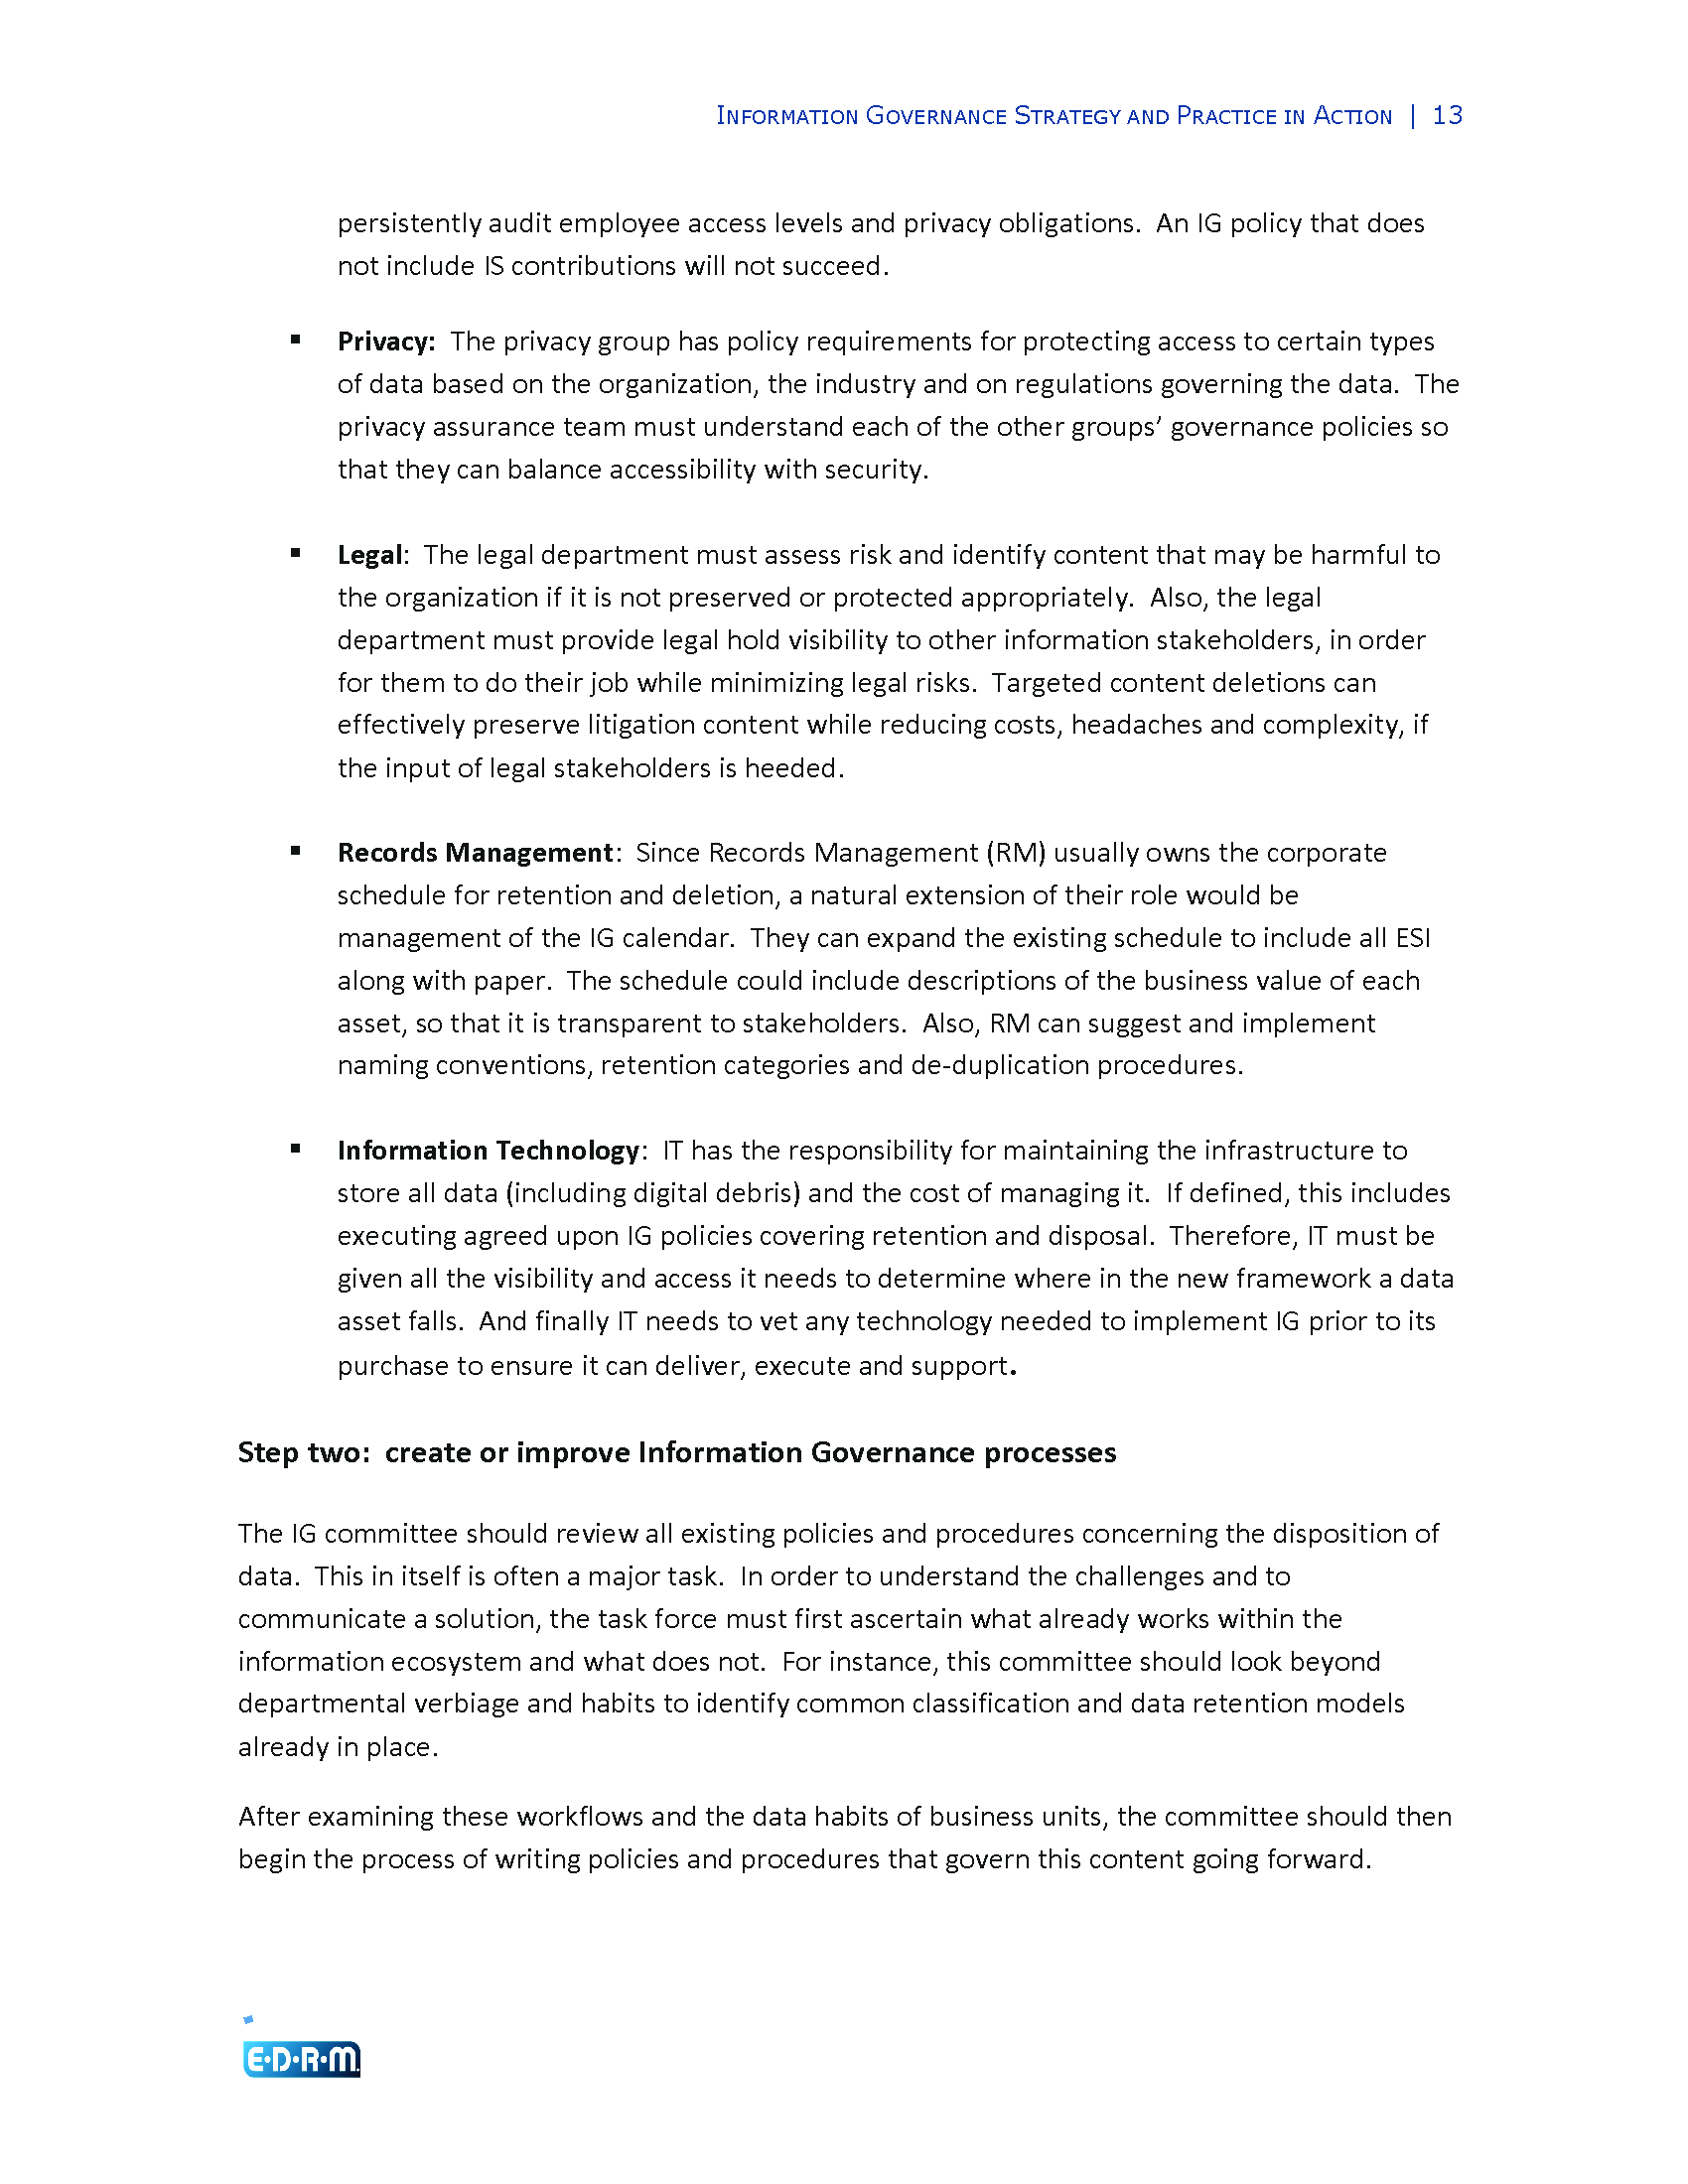 INFORMATION GOVERNANCE STRATEGY AND PRACTICE IN ACTION | 13
persistently audit employee access levels and privacy obligations.  An IG policy that does
not include IS contributions will not succeed.
▪ Privacy:  The privacy group has policy requirements for protecting access to certain types
of data based on the organization, the industry and on regulations governing the data.  The
privacy assurance team must understand each of the other groups’ governance policies so
that they can balance accessibility with security.
▪ Legal:  The legal department must assess risk and identify content that may be harmful to
the organization if it is not preserved or protected appropriately.  Also, the legal
department must provide legal hold visibility to other information stakeholders, in order
for them to do their job while minimizing legal risks.  Targeted content deletions can
effectively preserve litigation content while reducing costs, headaches and complexity, if
the input of legal stakeholders is heeded.
▪ Records Management:  Since Records Management (RM) usually owns the corporate
schedule for retention and deletion, a natural extension of their role would be
management of the IG calendar.  They can expand the existing schedule to include all ESI
along with paper.  The schedule could include descriptions of the business value of each
asset, so that it is transparent to stakeholders.  Also, RM can suggest and implement
naming conventions, retention categories and de-duplication procedures.
▪ Information Technology:  IT has the responsibility for maintaining the infrastructure to
store all data (including digital debris) and the cost of managing it.  If defined, this includes
executing agreed upon IG policies covering retention and disposal.  Therefore, IT must be
given all the visibility and access it needs to determine where in the new framework a data
asset falls.  And finally IT needs to vet any technology needed to implement IG prior to its
purchase to ensure it can deliver, execute and support.
Step two:  create or improve Information Governance processes
The IG committee should review all existing policies and procedures concerning the disposition of
data.  This in itself is often a major task.  In order to understand the challenges and to
communicate a solution, the task force must first ascertain what already works within the
information ecosystem and what does not.  For instance, this committee should look beyond
departmental verbiage and habits to identify common classification and data retention models
already in place.
After examining these workflows and the data habits of business units, the committee should then
begin the process of writing policies and procedures that govern this content going forward.
E·D·R·M